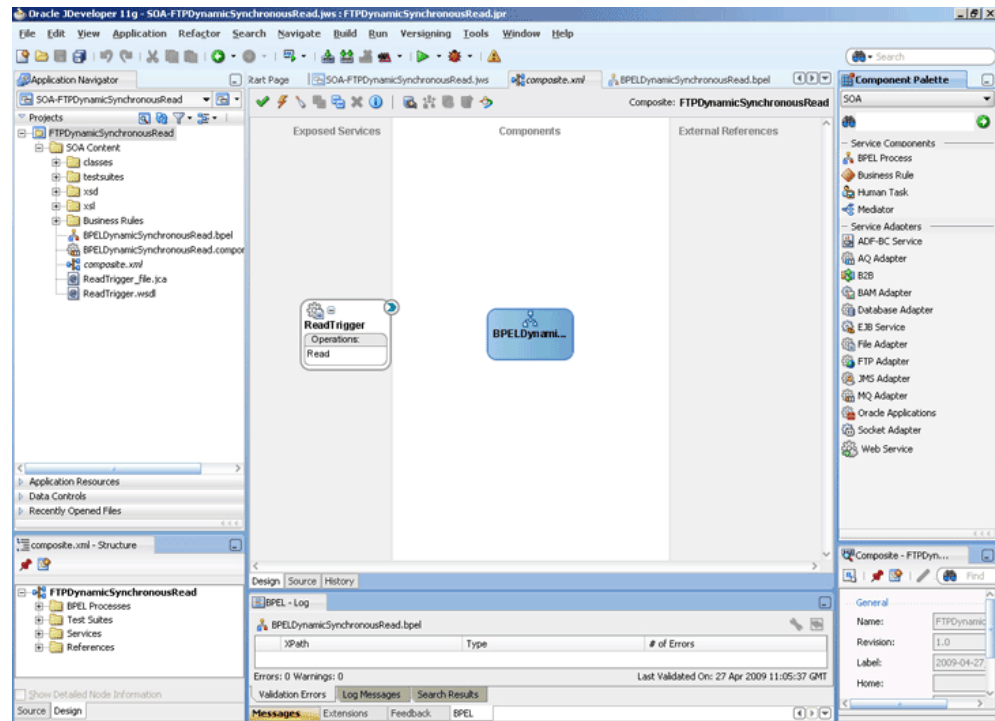 Oracle JDeveloper 11g - SOA-FTPDynamicSynchronousRead.jws : FTPDynamicSynchronousRead.jpr
File Edit View Application Refactor Search Navigate Build Run Versioning Tools Window Help
Search
Application Navigator
SOA-FTPDynamicSynchronousRead
Projects
FTPDynamicSynchronousRead
SOA Content
classes
testsuites
xsd
xsl
Business Rules
BPELDynamicSynchronousRead.bpel
BPELDynamicSynchronousRead.compor
composite.xml
ReadTrigger_file.jca
ReadTrigger.wsdl
Application Resources
Data Controls
Recently Opened Files
composite.xml - Structure
FTPDynamicSynchronousRead
BPEL Processes
Test Suites
Services
References
Show Detailed Node Information
Source Design
tart Page SOA-FTPDynamicSynchronousRead.jws composite.xml BPELDynamicSynchronousRead.bpel
Composite: FTPDynamicSynchronousRead
Exposed Services Components External References
ReadTrigger
Operations:
Read
BPELDynami...
Design Source History
BPEL - Log
BPELDynamicSynchronousRead.bpel
XPath Type # of Errors
Errors: 0 Warnings: 0 Last Validated On: 27 Apr 2009 11:05:37 GMT
Validation Errors Log Messages Search Results
Messages Extensions Feedback BPEL
Component Palette
SOA
Service Components
BPEL Process
Business Rule
Human Task
Mediator
Service Adapters
ADF-BC Service
AQ Adapter
B2B
BAM Adapter
Database Adapter
EJB Service
File Adapter
FTP Adapter
JMS Adapter
MQ Adapter
Oracle Applications
Socket Adapter
Web Service
Composite - FTPDyn...
Find
General
Name: FTPDynamic
Revision: 1.0
Label: 2009-04-27
Home: